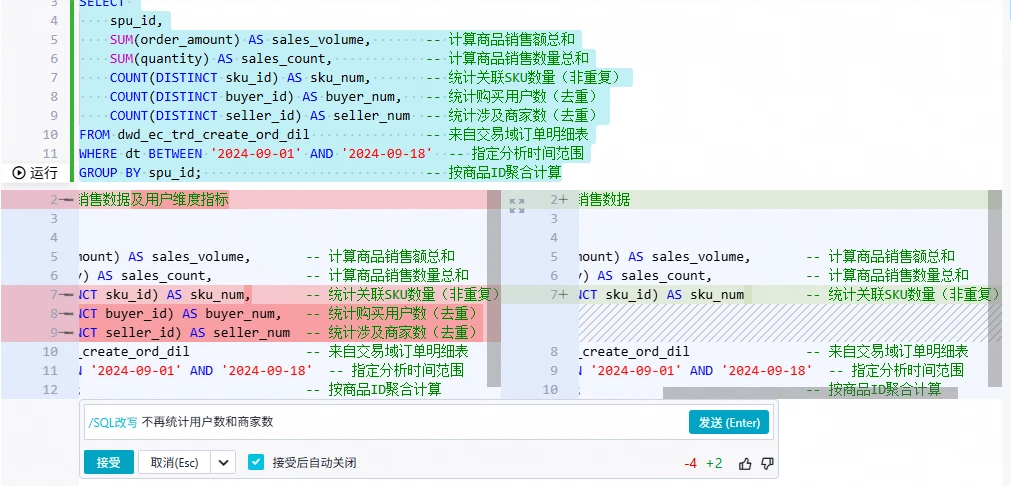 3 SELECT
4 spu_id,
5 SUM(order_amount) AS sales_volume, -- 计算商品销售额总和
6 SUM(quantity) AS sales_count, -- 计算商品销售数量总和
7 COUNT(DISTINCT sku_id) AS sku_num, -- 统计关联SKU数量（非重复）
8 COUNT(DISTINCT buyer_id) AS buyer_num, -- 统计购买用户数（去重）
9 COUNT(DISTINCT seller_id) AS seller_num -- 统计涉及商家数（去重）
10 FROM dwd_ec_trd_create_ord_dil -- 来自交易域订单明细表
11 WHERE dt BETWEEN '2024-09-01' AND '2024-09-18' -- 指定分析时间范围
12 GROUP BY spu_id; -- 按商品ID聚合计算
运行
2— 销售数据及用户维度指标
3
4
5 mount) AS sales_volume, -- 计算商品销售额总和
6 y) AS sales_count, -- 计算商品销售数量总和
7— NCT sku_id) AS sku_num, -- 统计关联SKU数量（非重复）
8— NCT buyer_id) AS buyer_num, -- 统计购买用户数（去重）
9— NCT seller_id) AS seller_num -- 统计涉及商家数（去重）
10 _create_ord_dil -- 来自交易域订单明细表
11 N '2024-09-01' AND '2024-09-18' -- 指定分析时间范围
12 ; -- 按商品ID聚合计算
2+ 销售数据
3
4
5 mount) AS sales_volume, -- 计算商品销售额总和
6 y) AS sales_count, -- 计算商品销售数量总和
7+ NCT sku_id) AS sku_num -- 统计关联SKU数量（非重复）
8 _create_ord_dil -- 来自交易域订单明细表
9 N '2024-09-01' AND '2024-09-18' -- 指定分析时间范围
10 ; -- 按商品ID聚合计算
/SQL改写 不再统计用户数和商家数
发送 (Enter)
接受 取消(Esc) 接受后自动关闭 -4 +2